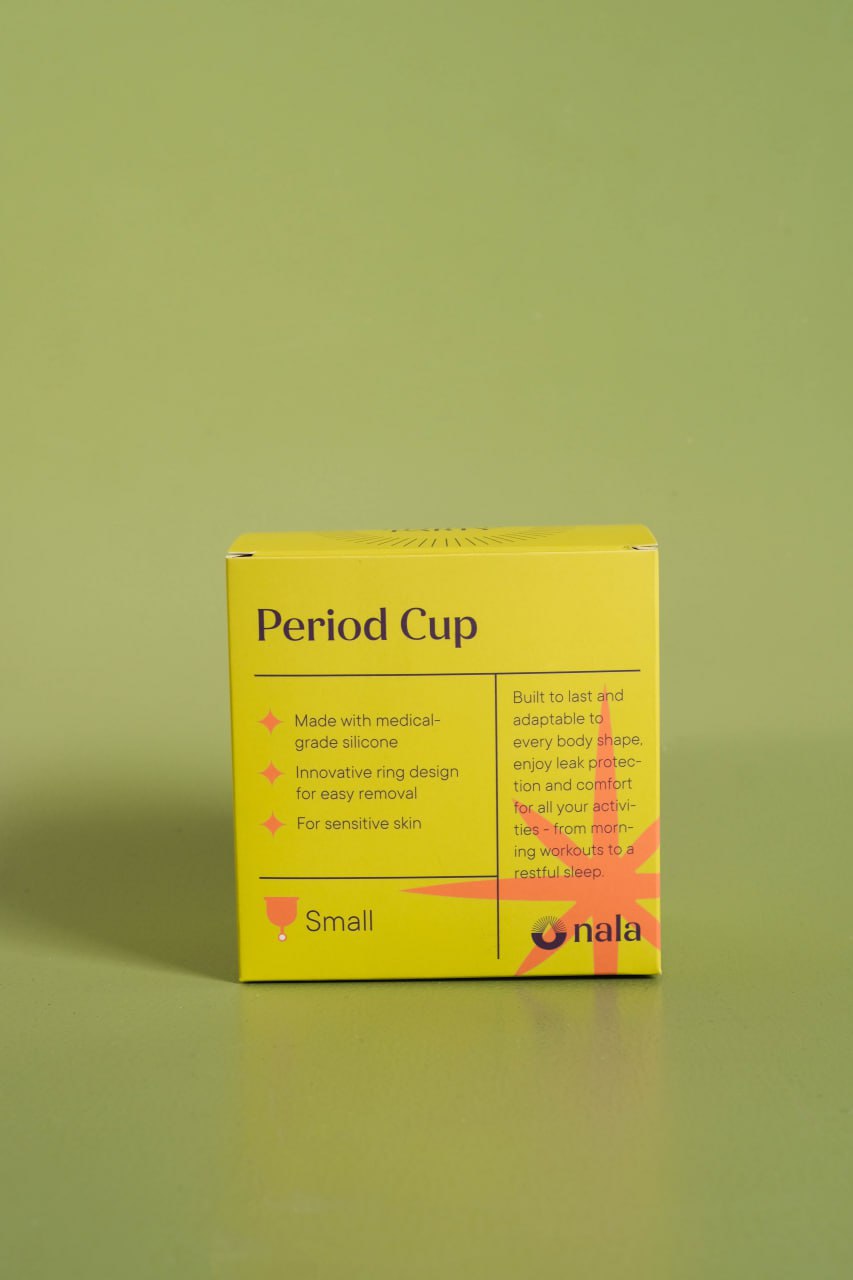 Period Cup
Made with medical-
grade silicone
Innovative ring design
for easy removal
For sensitive skin
Small
Built to last and
adaptable to
every body shape,
enjoy leak protec-
tion and comfort
for all your activi-
ties - from morn-
ing workouts to a
restful sleep.
nala